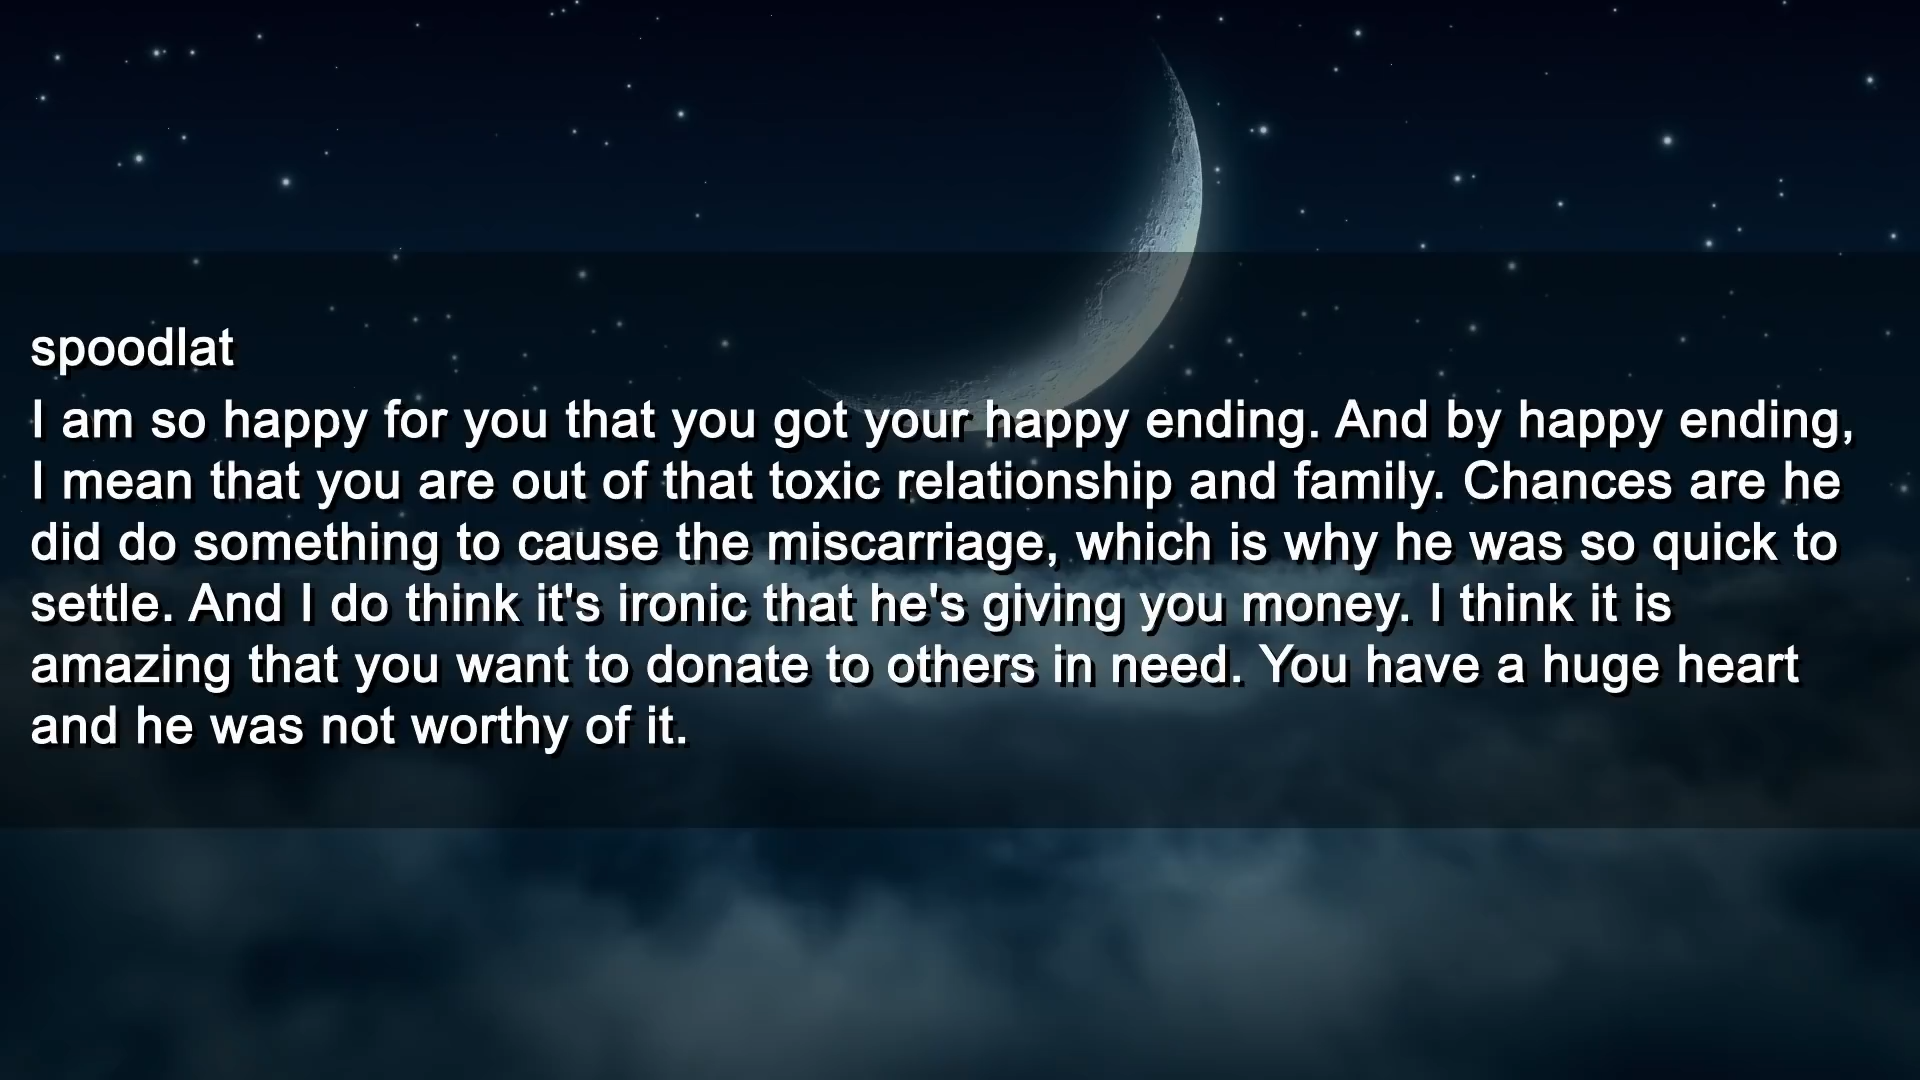 spoodlat
I am so happy for you that you got your happy ending. And by happy ending,
I mean that you are out of that toxic relationship and family. Chances are he
did do something to cause the miscarriage, which is why he was so quick to
settle. And I do think it's ironic that he's giving you money. I think it is
amazing that you want to donate to others in need. You have a huge heart
and he was not worthy of it.